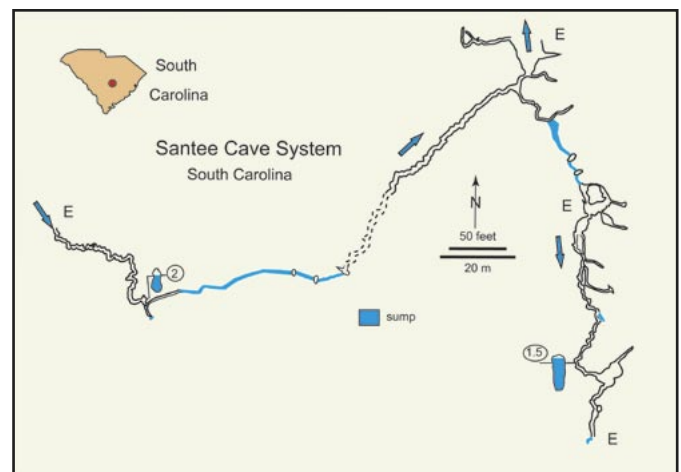 South
Carolina
Santee Cave System
South Carolina
E
E
2
N
50 feet
20 m
sump
E
1.5
E